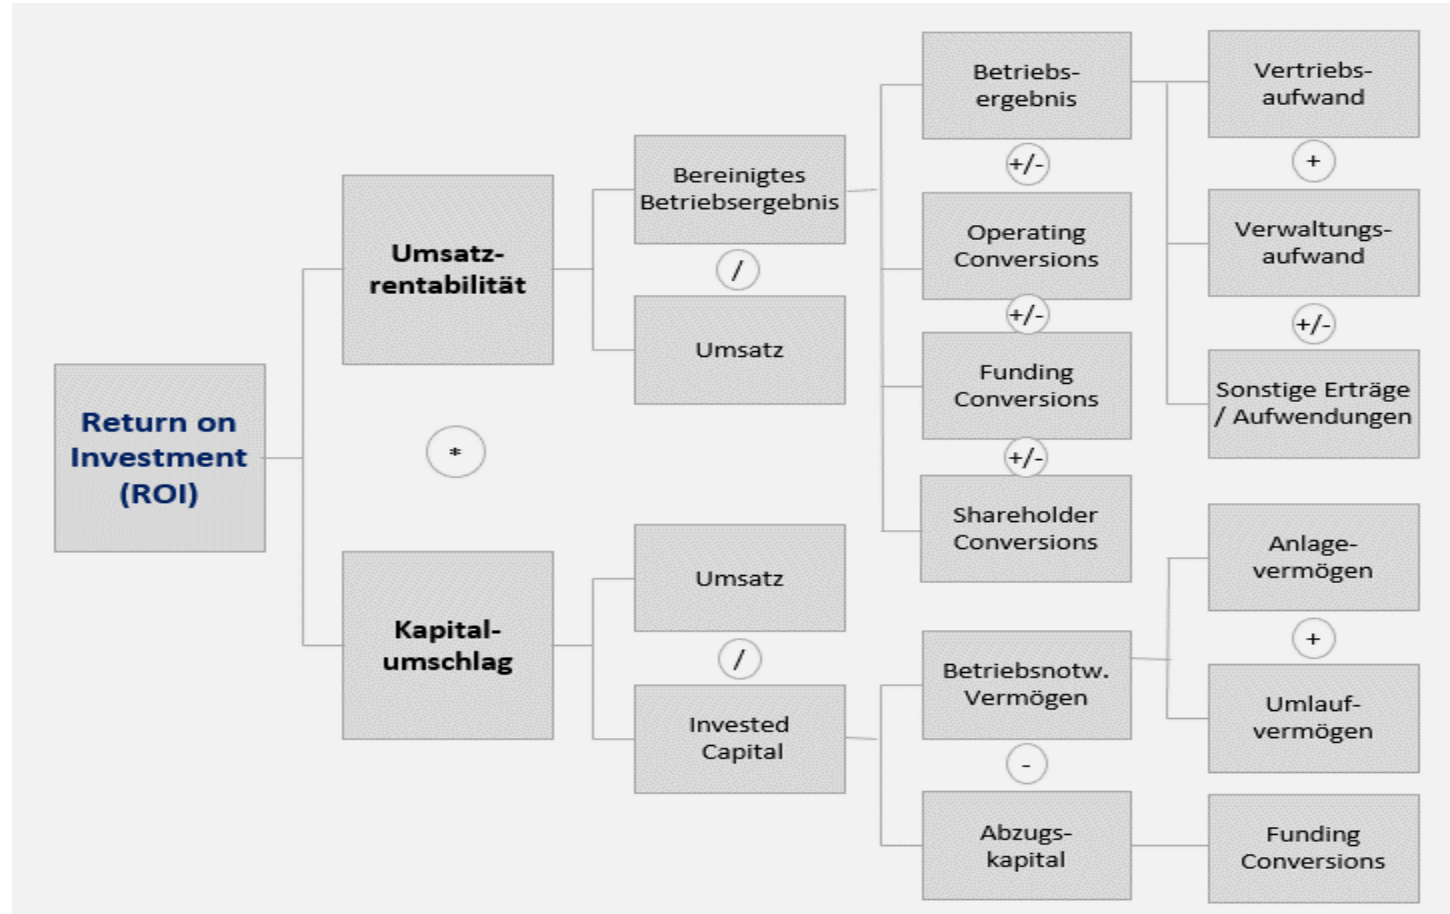 Return on
Investment
(ROI)
Umsatz-
rentabilität
*
Kapital-
umschlag
Bereinigtes
Betriebsergebnis
/
Umsatz
Umsatz
/
Invested
Capital
Betriebs-
ergebnis
+/-
Operating
Conversions
+/-
Funding
Conversions
+/-
Shareholder
Conversions
Betriebsnotw.
Vermögen
-
Abzugs-
kapital
Vertriebs-
aufwand
+
Verwaltungs-
aufwand
+/-
Sonstige Erträge
/ Aufwendungen
Anlage-
vermögen
+
Umlauf-
vermögen
Funding
Conversions